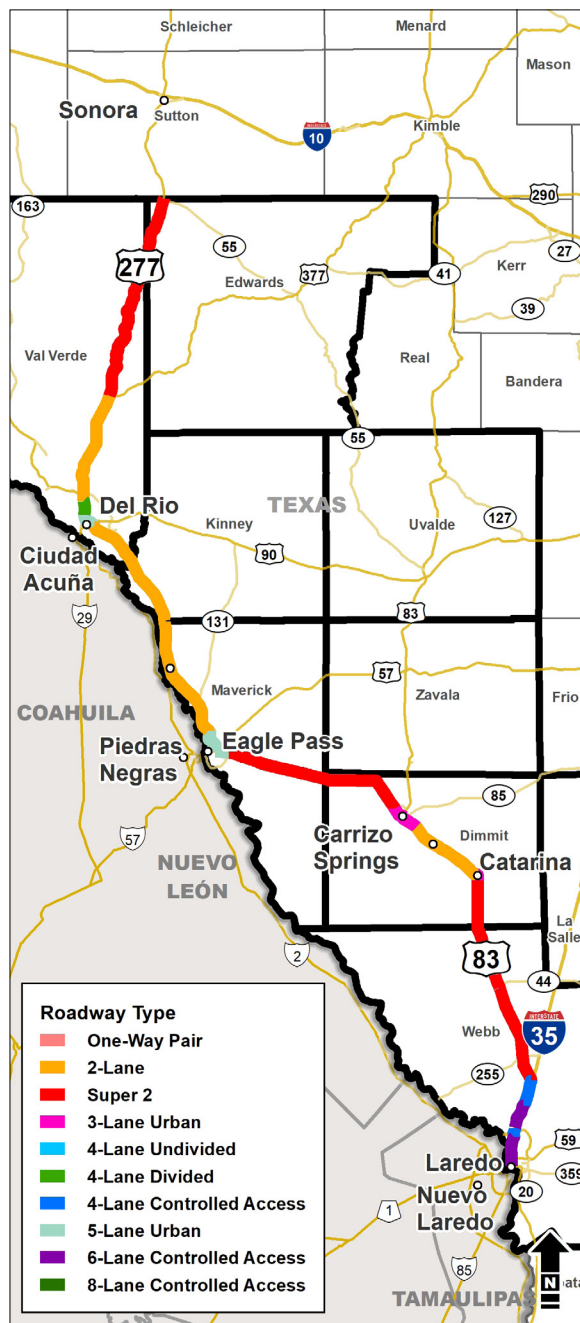 Schleicher
Menard
Mason
Sonora
Sutton
INTERSTATE
10
Kimble
163
290
55
27
277
377
41
Kerr
Edwards
39
Val Verde
Real
Bandera
55
Del Rio
TEXAS
127
Kinney
Uvalde
90
Ciudad
Acuña
29
131
83
57
Maverick
Zavala
Frio
COAHUILA
Eagle Pass
Piedras
Negras
85
Carrizo
Springs
Dimmit
57
Catarina
NUEVO
LEÓN
La
Salle
2
83
44
INTERSTATE
35
Webb
255
59
Laredo
359
20
Nuevo
Laredo
1
85
N
TAMAULIPAS
Roadway Type
One-Way Pair
2-Lane
Super 2
3-Lane Urban
4-Lane Undivided
4-Lane Divided
4-Lane Controlled Access
5-Lane Urban
6-Lane Controlled Access
8-Lane Controlled Access